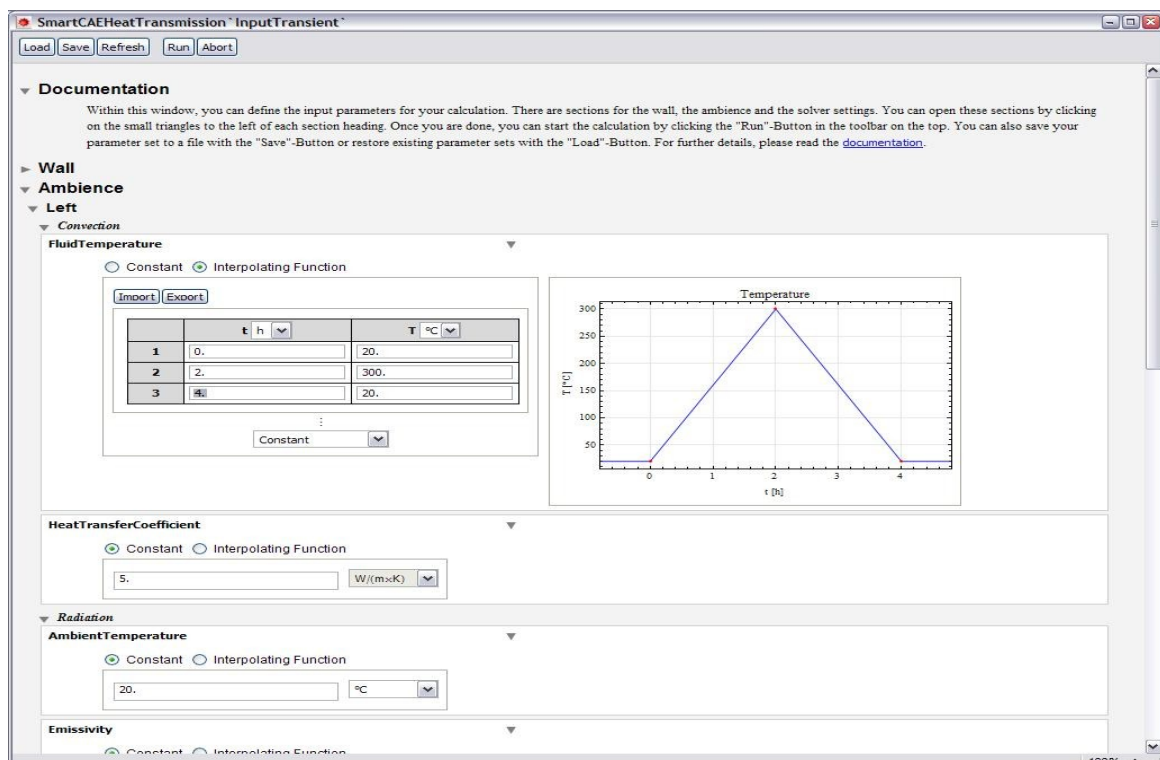 SmartCAEHeatTransmission`InputTransient`
Load Save Refresh Run Abort
Documentation
Within this window, you can define the input parameters for your calculation. There are sections for the wall, the ambience and the solver settings. You can open these sections by clicking
on the small triangles to the left of each section heading. Once you are done, you can start the calculation by clicking the "Run"-Button in the toolbar on the top. You can also save your
parameter set to a file with the "Save"-Button or restore existing parameter sets with the "Load"-Button. For further details, please read the documentation.
Wall
Ambience
Left
Convection
FluidTemperature
Constant Interpolating Function
Import Export
t h T °C
1 0. 20.
2 2. 300.
3 4. 20.
Constant
Temperature
300
250
200
150
100
50
T [°C]
0 1 2 3 4
t [h]
HeatTransferCoefficient
Constant Interpolating Function
5. W/(m×K)
Radiation
AmbientTemperature
Constant Interpolating Function
20. °C
Emissivity
Constant Interpolating Function